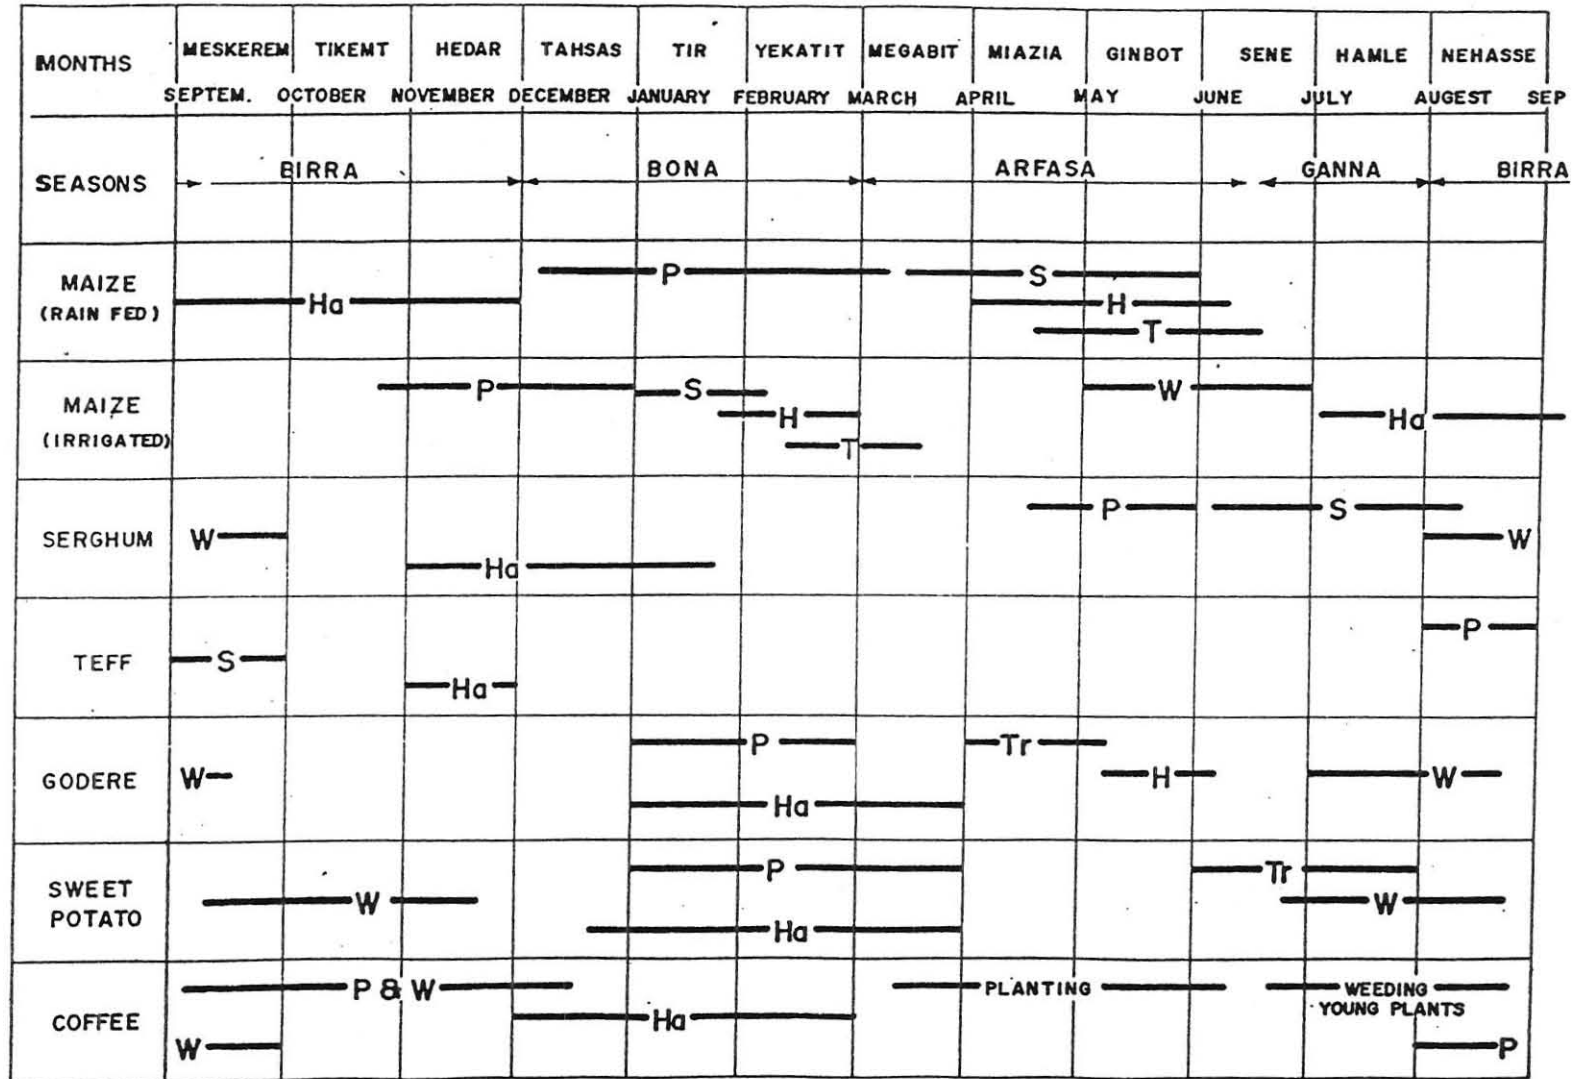 MONTHS
MESKEREM TIKEMT HEDAR TAHSAS TIR YEKATIT MEGABIT MIAZIA GINBOT SENE HAMLE NEHASSE
SEPTEM. OCTOBER NOVEMBER DECEMBER JANUARY FEBRUARY MARCH APRIL MAY JUNE JULY AUGEST SEP
SEASONS
BIRRA BONA ARFASA GANNA BIRRA
MAIZE
(RAIN FED)
P S
Ha H
T
MAIZE
(IRRIGATED)
P S W
H Ha
T
SERGHUM
P S
W W
Ha
TEFF
P
S
Ha
GODERE
P Tr
W H W
Ha
SWEET
POTATO
P Tr
W W
Ha
COFFEE
P & W PLANTING WEEDING
YOUNG PLANTS
Ha
W P